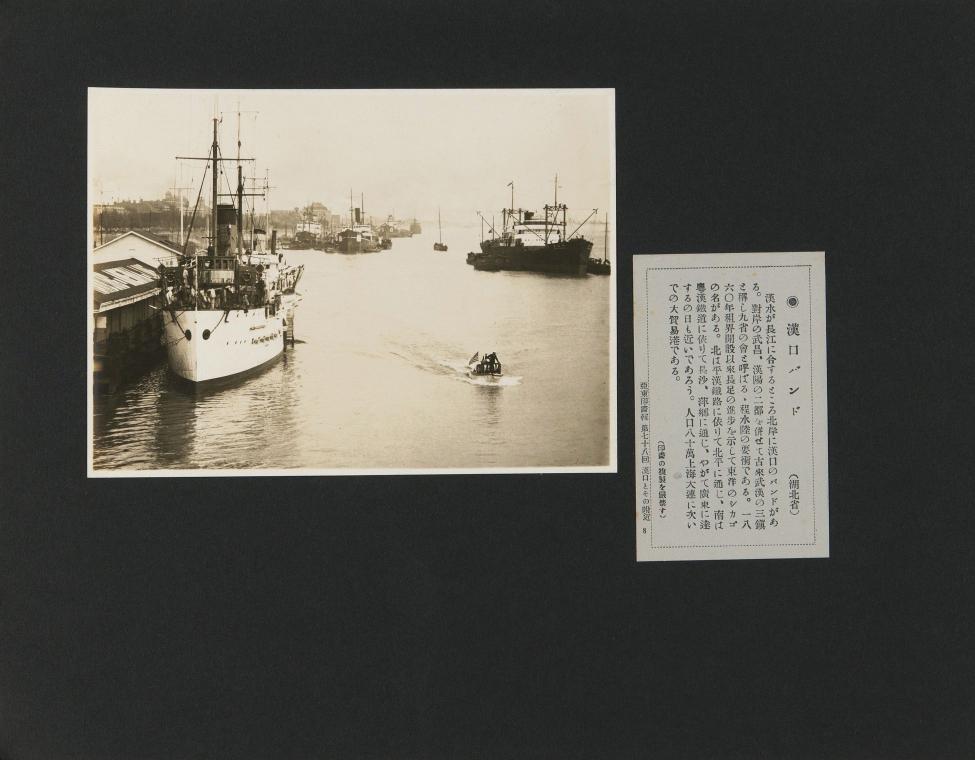 ◉ 漢口バンド (湖北省)
漢水が長江に合するところ北岸に漢口のバンドがあ
る。對岸の武昌、漢陽の二都を併せて古來武漢の三鎭
と稱し九省の會と呼ばる、程水陸の要衝である。一八
六〇年租界開設以來長足の進步を示して東洋のシカゴ
の名がある。北は平漢鐵路に依りて北平に通じ、南は
粤漢鐵道に依りて長沙、萍鄕に通じ、やがて廣東に達
するの日も近いであらう。人口八十萬上海大連に次い
での大貿易港である。
(印畵の複製を嚴禁す)
亞東印畵輯 第七十八回 漢口とその附近 8